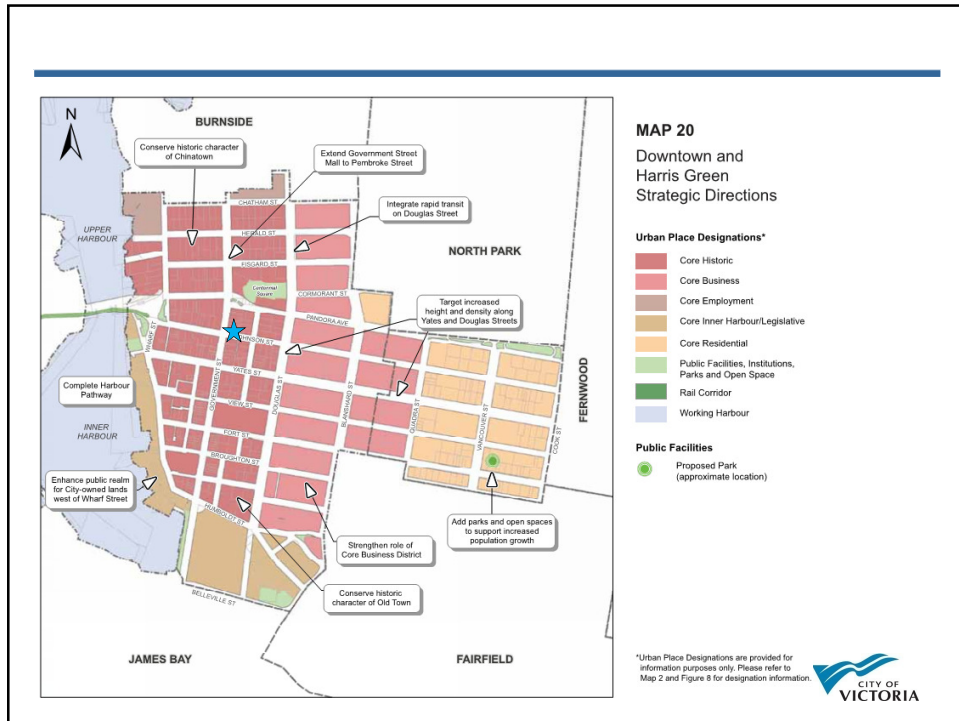 N
BURNSIDE
Conserve historic character
of Chinatown
Extend Government Street
Mall to Pembroke Street
Integrate rapid transit
on Douglas Street
CHATHAM ST
UPPER
HARBOUR
HERALD ST
NORTH PARK
FISGARD ST
Centennial
Square
CORMORANT ST
Target increased
height and density along
Yates and Douglas Streets
PANDORA AVE
WHARF ST
HNSON ST
YATES ST
GOVERNMENT ST
DOUGLAS ST
BLANSHARD ST
QUADRA ST
VANCOUVER ST
COOK ST
FERNWOOD
Complete Harbour
Pathway
VIEW ST
INNER
HARBOUR
FORT ST
BROUGHTON ST
Enhance public realm
for City-owned lands
west of Wharf Street
HUMBOLDT ST
Strengthen role of
Core Business District
Add parks and open spaces
to support increased
population growth
Conserve historic
character of Old Town
BELLEVILLE ST
JAMES BAY
FAIRFIELD
MAP 20
Downtown and
Harris Green
Strategic Directions
Urban Place Designations*
Core Historic
Core Business
Core Employment
Core Inner Harbour/Legislative
Core Residential
Public Facilities, Institutions,
Parks and Open Space
Rail Corridor
Working Harbour
Public Facilities
Proposed Park
(approximate location)
*Urban Place Designations are provided for
information purposes only. Please refer to
Map 2 and Figure 8 for designation information.
CITY OF
VICTORIA